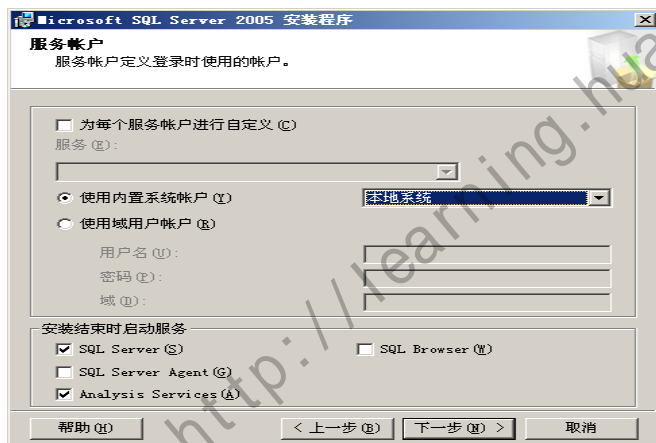 Microsoft SQL Server 2005 安装程序
服务帐户
服务帐户定义登录时使用的帐户。
为每个服务帐户进行自定义(C)
服务(E):
使用内置系统帐户(Y) 本地系统
使用域用户帐户(R)
用户名(U):
密码(P):
域(D):
安装结束时启动服务
SQL Server(S) SQL Browser(W)
SQL Server Agent(G)
Analysis Services(A)
帮助(H) < 上一步(B) 下一步(N) > 取消
http://learning.hua